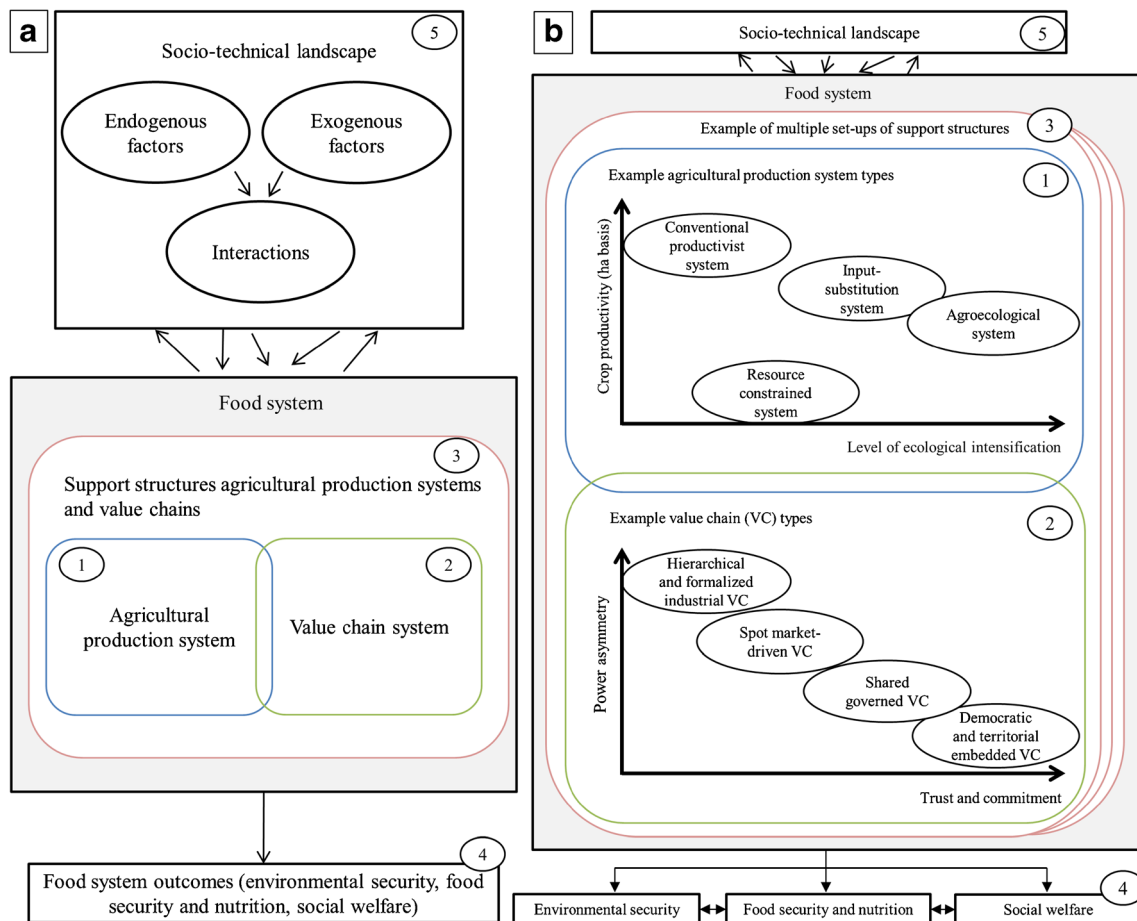 a
5
Socio-technical landscape
Endogenous
factors
Exogenous
factors
Interactions
Food system
3
Support structures agricultural production systems
and value chains
1
2
Agricultural
production system
Value chain system
4
Food system outcomes (environmental security, food
security and nutrition, social welfare)
b
Socio-technical landscape
5
Food system
Example of multiple set-ups of support structures
3
1
Example agricultural production system types
Crop productivity (ha basis)
Conventional
productivist
system
Input-
substitution
system
Agroecological
system
Resource
constrained
system
Level of ecological intensification
2
Example value chain (VC) types
Power asymmetry
Hierarchical
and formalized
industrial VC
Spot market-
driven VC
Shared
governed VC
Democratic
and territorial
embedded VC
Trust and commitment
4
Environmental security
Food security and nutrition
Social welfare